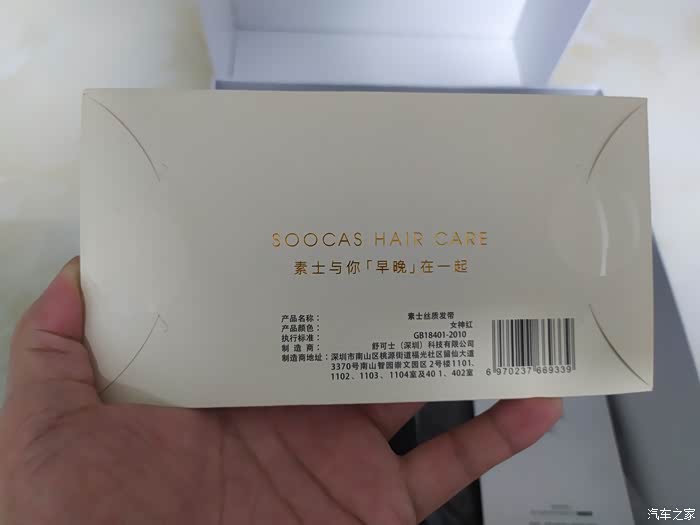 SOOCAS HAIR CARE
素士与你「早晚」在一起
产品名称： 素士丝质发带
产品颜色： 女神红
执行标准： GB18401-2010
制 造 商： 舒可士（深圳）科技有限公司
制造商地址：深圳市南山区桃源街道福光社区留仙大道
3370号南山智园崇文园区2号楼1101、
1102、1103、1104室及40 1、402室
6 970237 669339
汽车之家